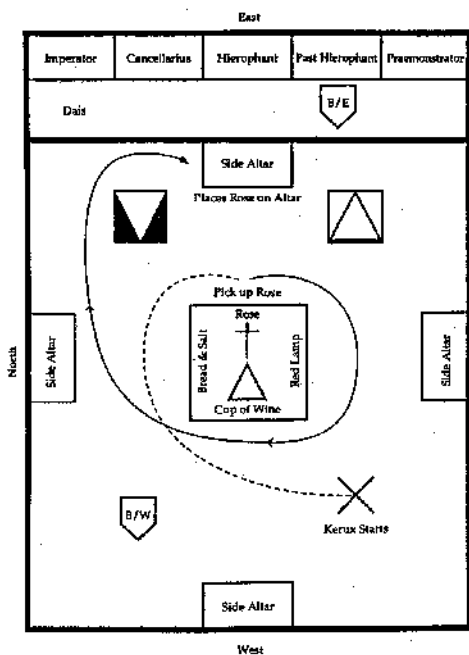 East
Imperator
Cancellarius
Hierophant
Past Hierophant
Praemonstrator
Dais
B/E
Side Altar
Places Rose on Altar
Pick up Rose
Rose
North
Side Altar
Bread & Salt
Red Lamp
Side Altar
Cup of Wine
B/W
Kerux Starts
Side Altar
West